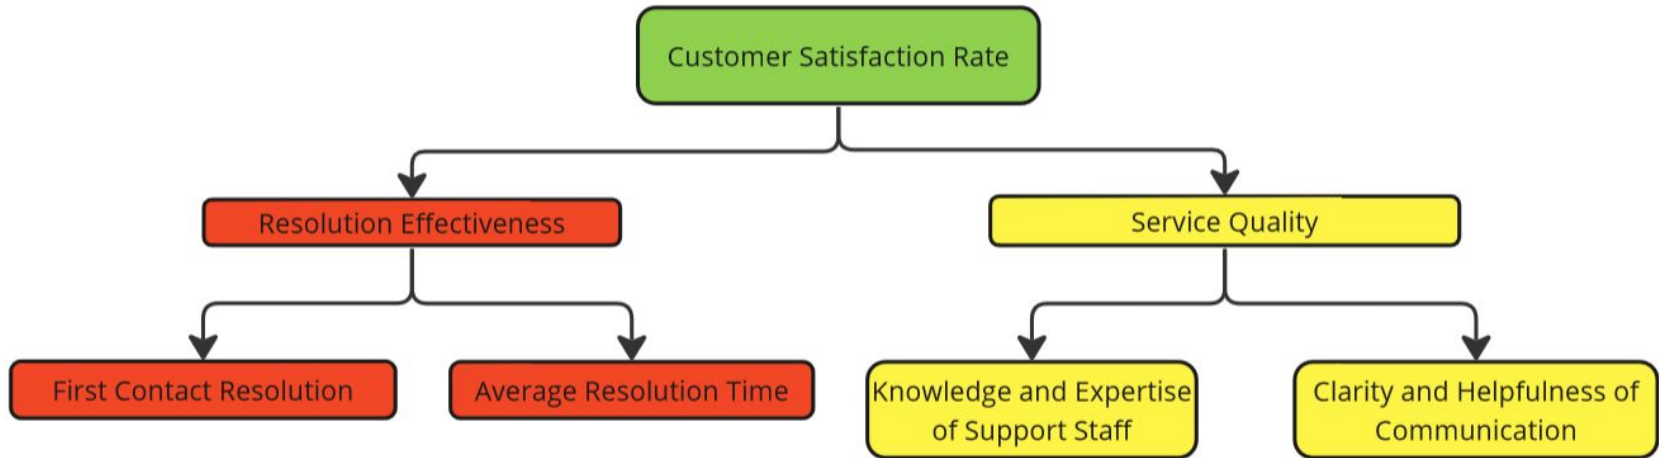 Customer Satisfaction Rate
Resolution Effectiveness
Service Quality
First Contact Resolution
Average Resolution Time
Knowledge and Expertise
of Support Staff
Clarity and Helpfulness of
Communication